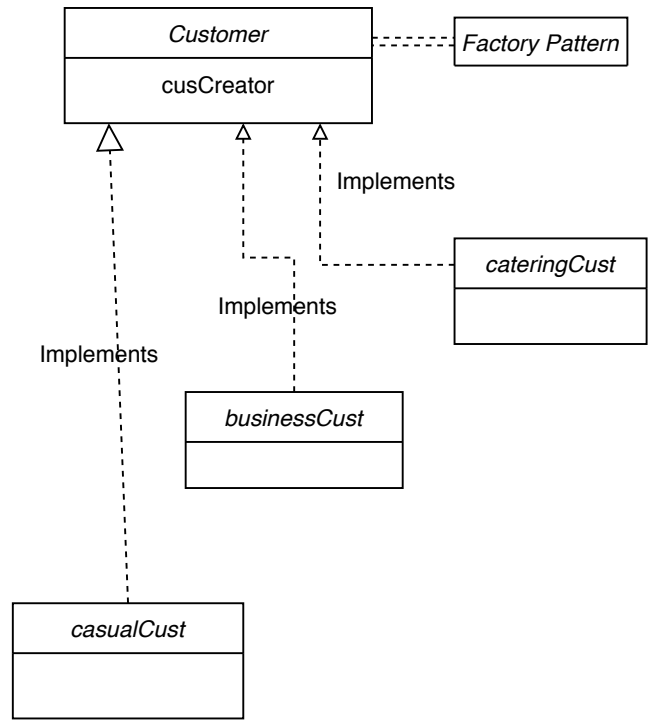 Customer
Factory Pattern
cusCreator
Implements
cateringCust
Implements
Implements
businessCust
casualCust